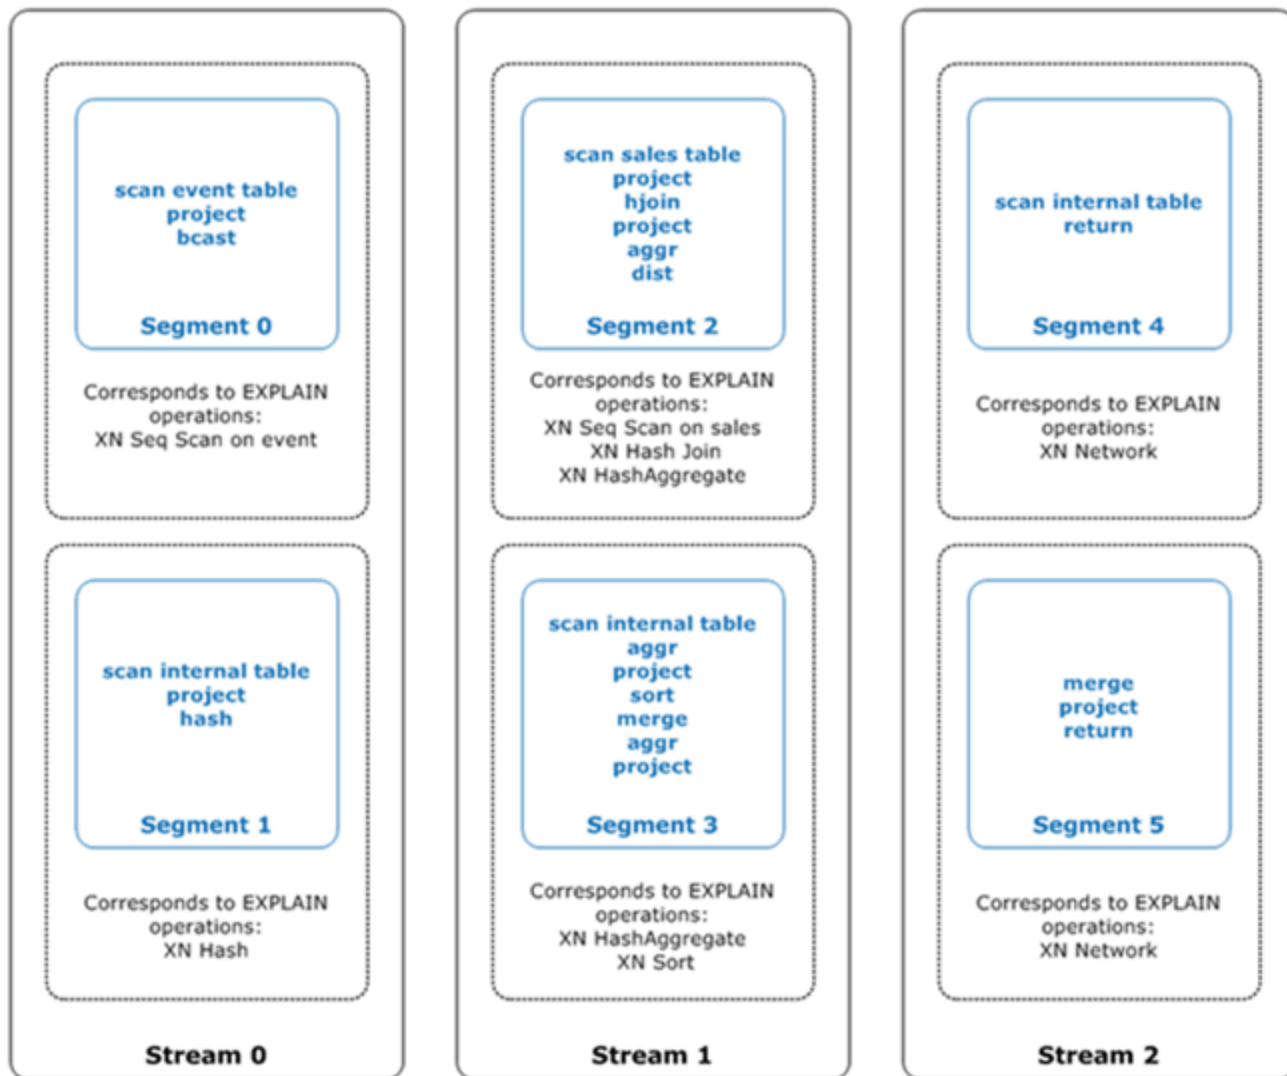 scan event table
project
bcast
Segment 0
Corresponds to EXPLAIN
operations:
XN Seq Scan on event
scan internal table
project
hash
Segment 1
Corresponds to EXPLAIN
operations:
XN Hash
Stream 0
scan sales table
project
hjoin
project
aggr
dist
Segment 2
Corresponds to EXPLAIN
operations:
XN Seq Scan on sales
XN Hash Join
XN HashAggregate
scan internal table
aggr
project
sort
merge
aggr
project
Segment 3
Corresponds to EXPLAIN
operations:
XN HashAggregate
XN Sort
Stream 1
scan internal table
return
Segment 4
Corresponds to EXPLAIN
operations:
XN Network
merge
project
return
Segment 5
Corresponds to EXPLAIN
operations:
XN Network
Stream 2